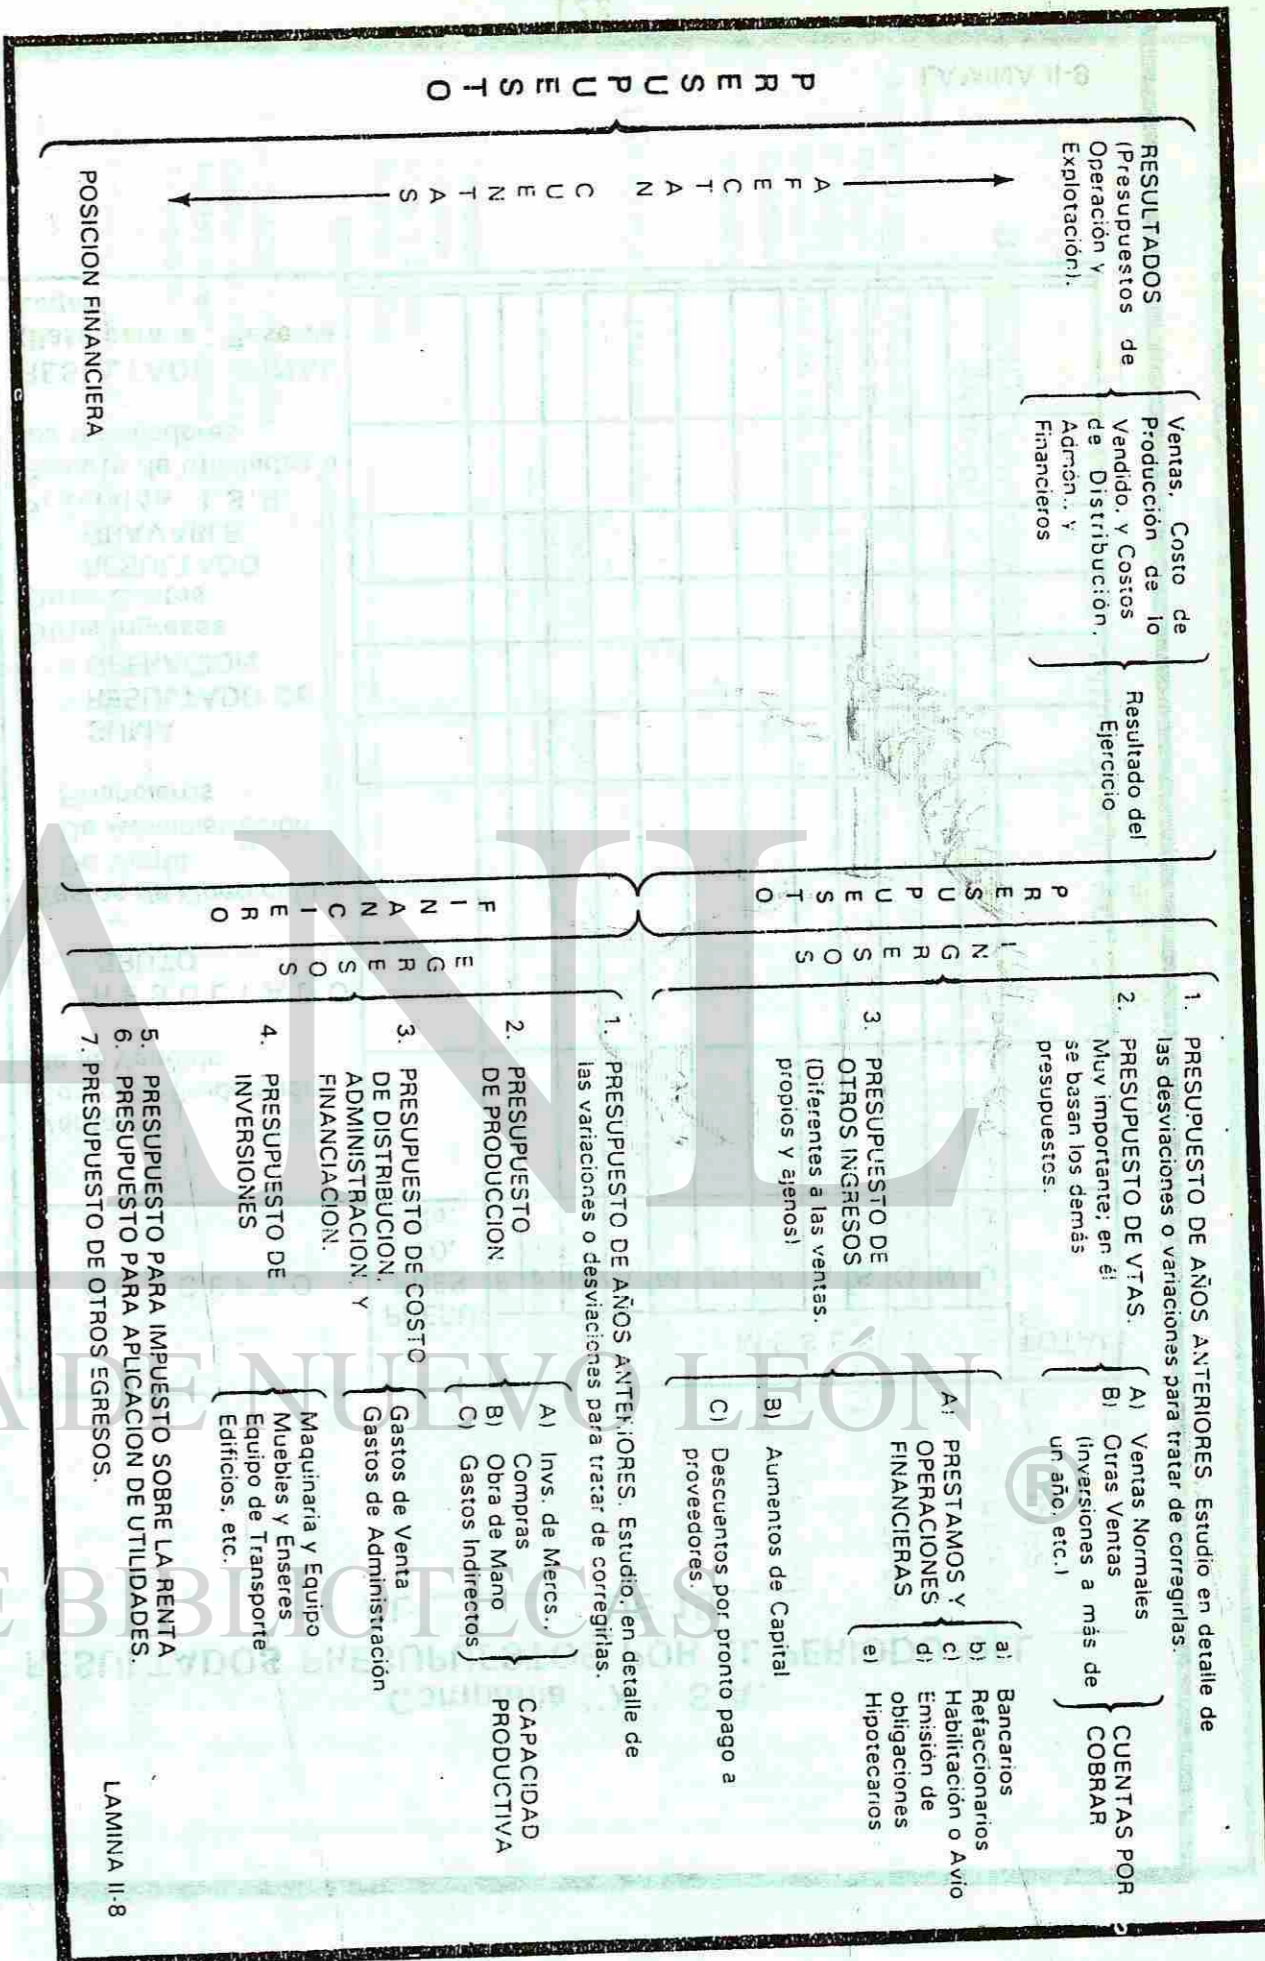 PRESUPUESTO
RESULTADOS
(Presupuestos de
Operación y
Explotación).
AFECTAN CUENTAS
POSICION FINANCIERA
Ventas, Costo de
Producción de lo
Vendido, y Costos
de Distribución,
Admón., y
Financieros
Resultado del
Ejercicio
PRESUPUESTO
FINANCIERO
INGRESOS
1. PRESUPUESTO DE AÑOS ANTERIORES. Estudio en detalle de
las desviaciones o variaciones para tratar de corregirlas.
2. PRESUPUESTO DE VTAS.
Muy importante; en él
se basan los demás
presupuestos.
A) Ventas Normales
B) Otras Ventas
(inversiones a más de
un año, etc.)
CUENTAS POR
COBRAR
3. PRESUPUESTO DE
OTROS INGRESOS
(Diferentes a las ventas.
propios y ajenos)
A) PRESTAMOS Y
OPERACIONES
FINANCIERAS
a) Bancarios
b) Refaccionarios
c) Habilitación o Avio
d) Emisión de
obligaciones
e) Hipotecarios
B) Aumentos de Capital
C) Descuentos por pronto pago a
proveedores.
EGRESOS
1. PRESUPUESTO DE AÑOS ANTERIORES. Estudio, en detalle de
las variaciones o desviaciones para tratar de corregirlas.
2. PRESUPUESTO
DE PRODUCCION
A) Invs. de Mercs.,
Compras
B) Obra de Mano
C) Gastos Indirectos
CAPACIDAD
PRODUCTIVA
3. PRESUPUESTO DE COSTO
DE DISTRIBUCION,
ADMINISTRACION, Y
FINANCIACION.
Gastos de Venta
Gastos de Administración
4. PRESUPUESTO DE
INVERSIONES
Maquinaria y Equipo
Muebles y Enseres
Equipo de Transporte
Edificios, etc.
5. PRESUPUESTO PARA IMPUESTO SOBRE LA RENTA
6. PRESUPUESTO PARA APLICACION DE UTILIDADES.
7. PRESUPUESTO DE OTROS EGRESOS.
LAMINA II-8
ANL
A DE NUEVO LEÓN
®
E BIBLIOTECAS